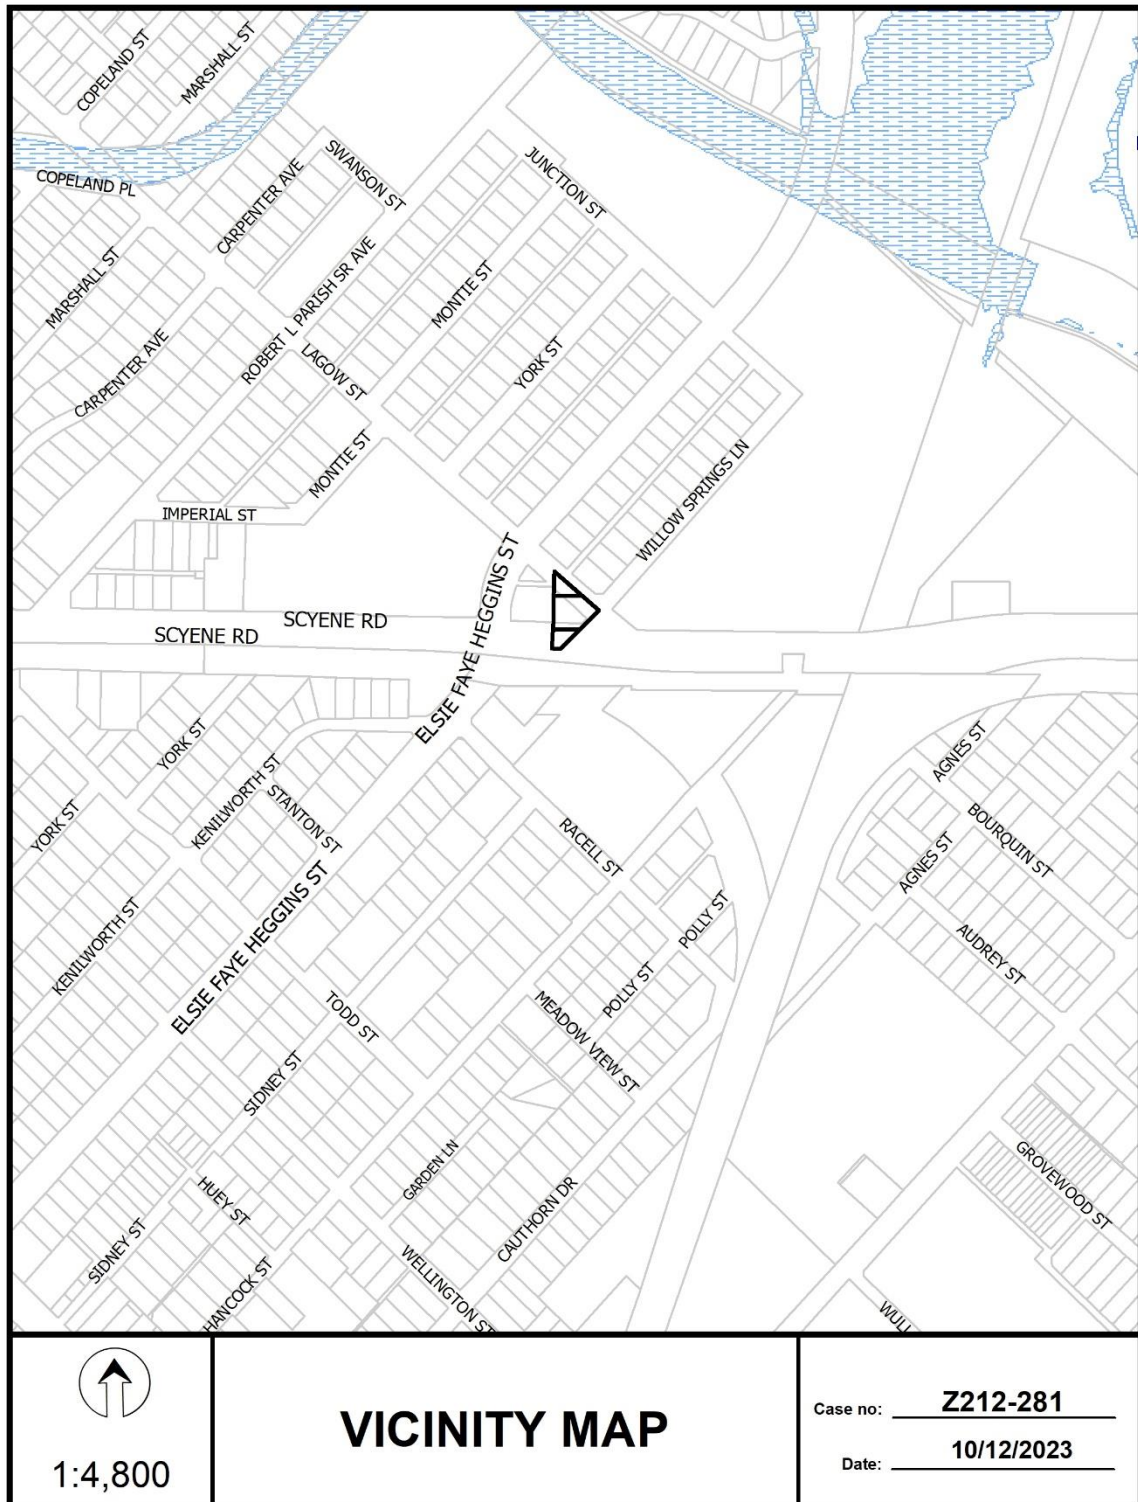 COPELAND ST
MARSHALL ST
COPELAND PL
CARPENTER AVE
SWANSON ST
JUNCTION ST
MARSHALL ST
ROBERT L PARISH SR AVE
MONTIE ST
CARPENTER AVE
LAGOW ST
YORK ST
MONTIE ST
WILLOW SPRINGS LN
IMPERIAL ST
ELSIE FAYE HEGGINS ST
SCYENE RD
SCYENE RD
YORK ST
KENILWORTH ST
STANTON ST
YORK ST
AGNES ST
RACELL ST
BOURQUIN ST
AGNES ST
KENILWORTH ST
ELSIE FAYE HEGGINS ST
POLLY ST
AUDREY ST
POLLY ST
TODD ST
MEADOW VIEW ST
SIDNEY ST
GARDEN LN
GROVEWOOD ST
HUEY ST
CAUTHORN DR
SIDNEY ST
HANCOCK ST
WELLINGTON ST
1:4,800
VICINITY MAP
Case no: Z212-281
Date: 10/12/2023